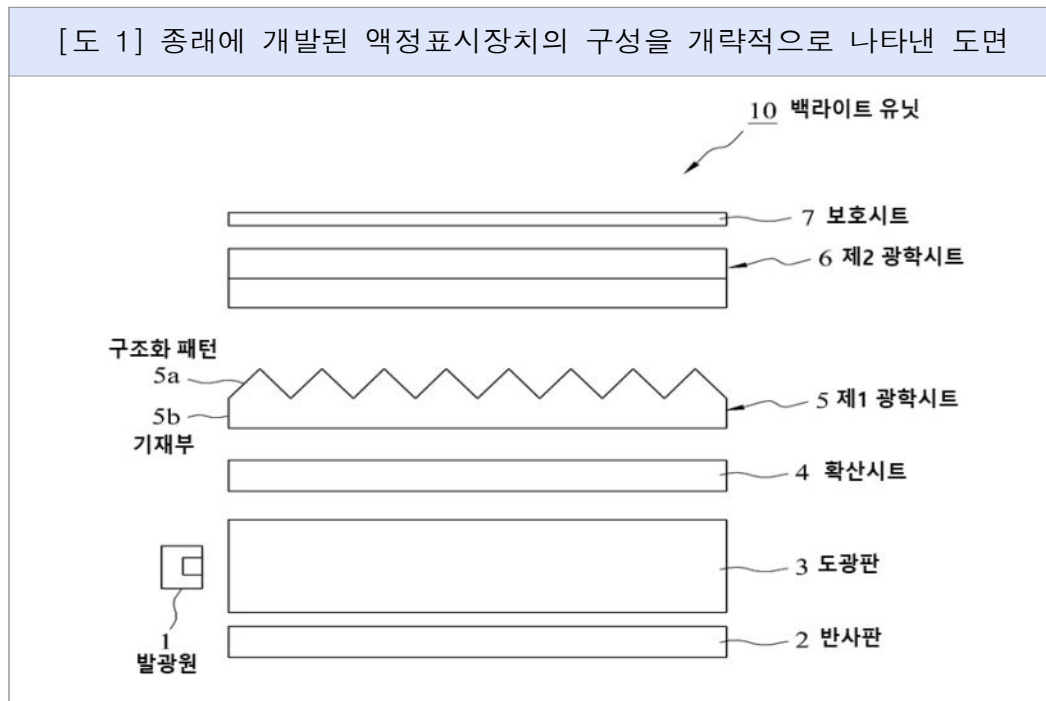 [도 1] 종래에 개발된 액정표시장치의 구성을 개략적으로 나타낸 도면
10 백라이트 유닛
7 보호시트
6 제2 광학시트
구조화 패턴
5a
5 제1 광학시트
5b
기재부
4 확산시트
3 도광판
1
발광원
2 반사판